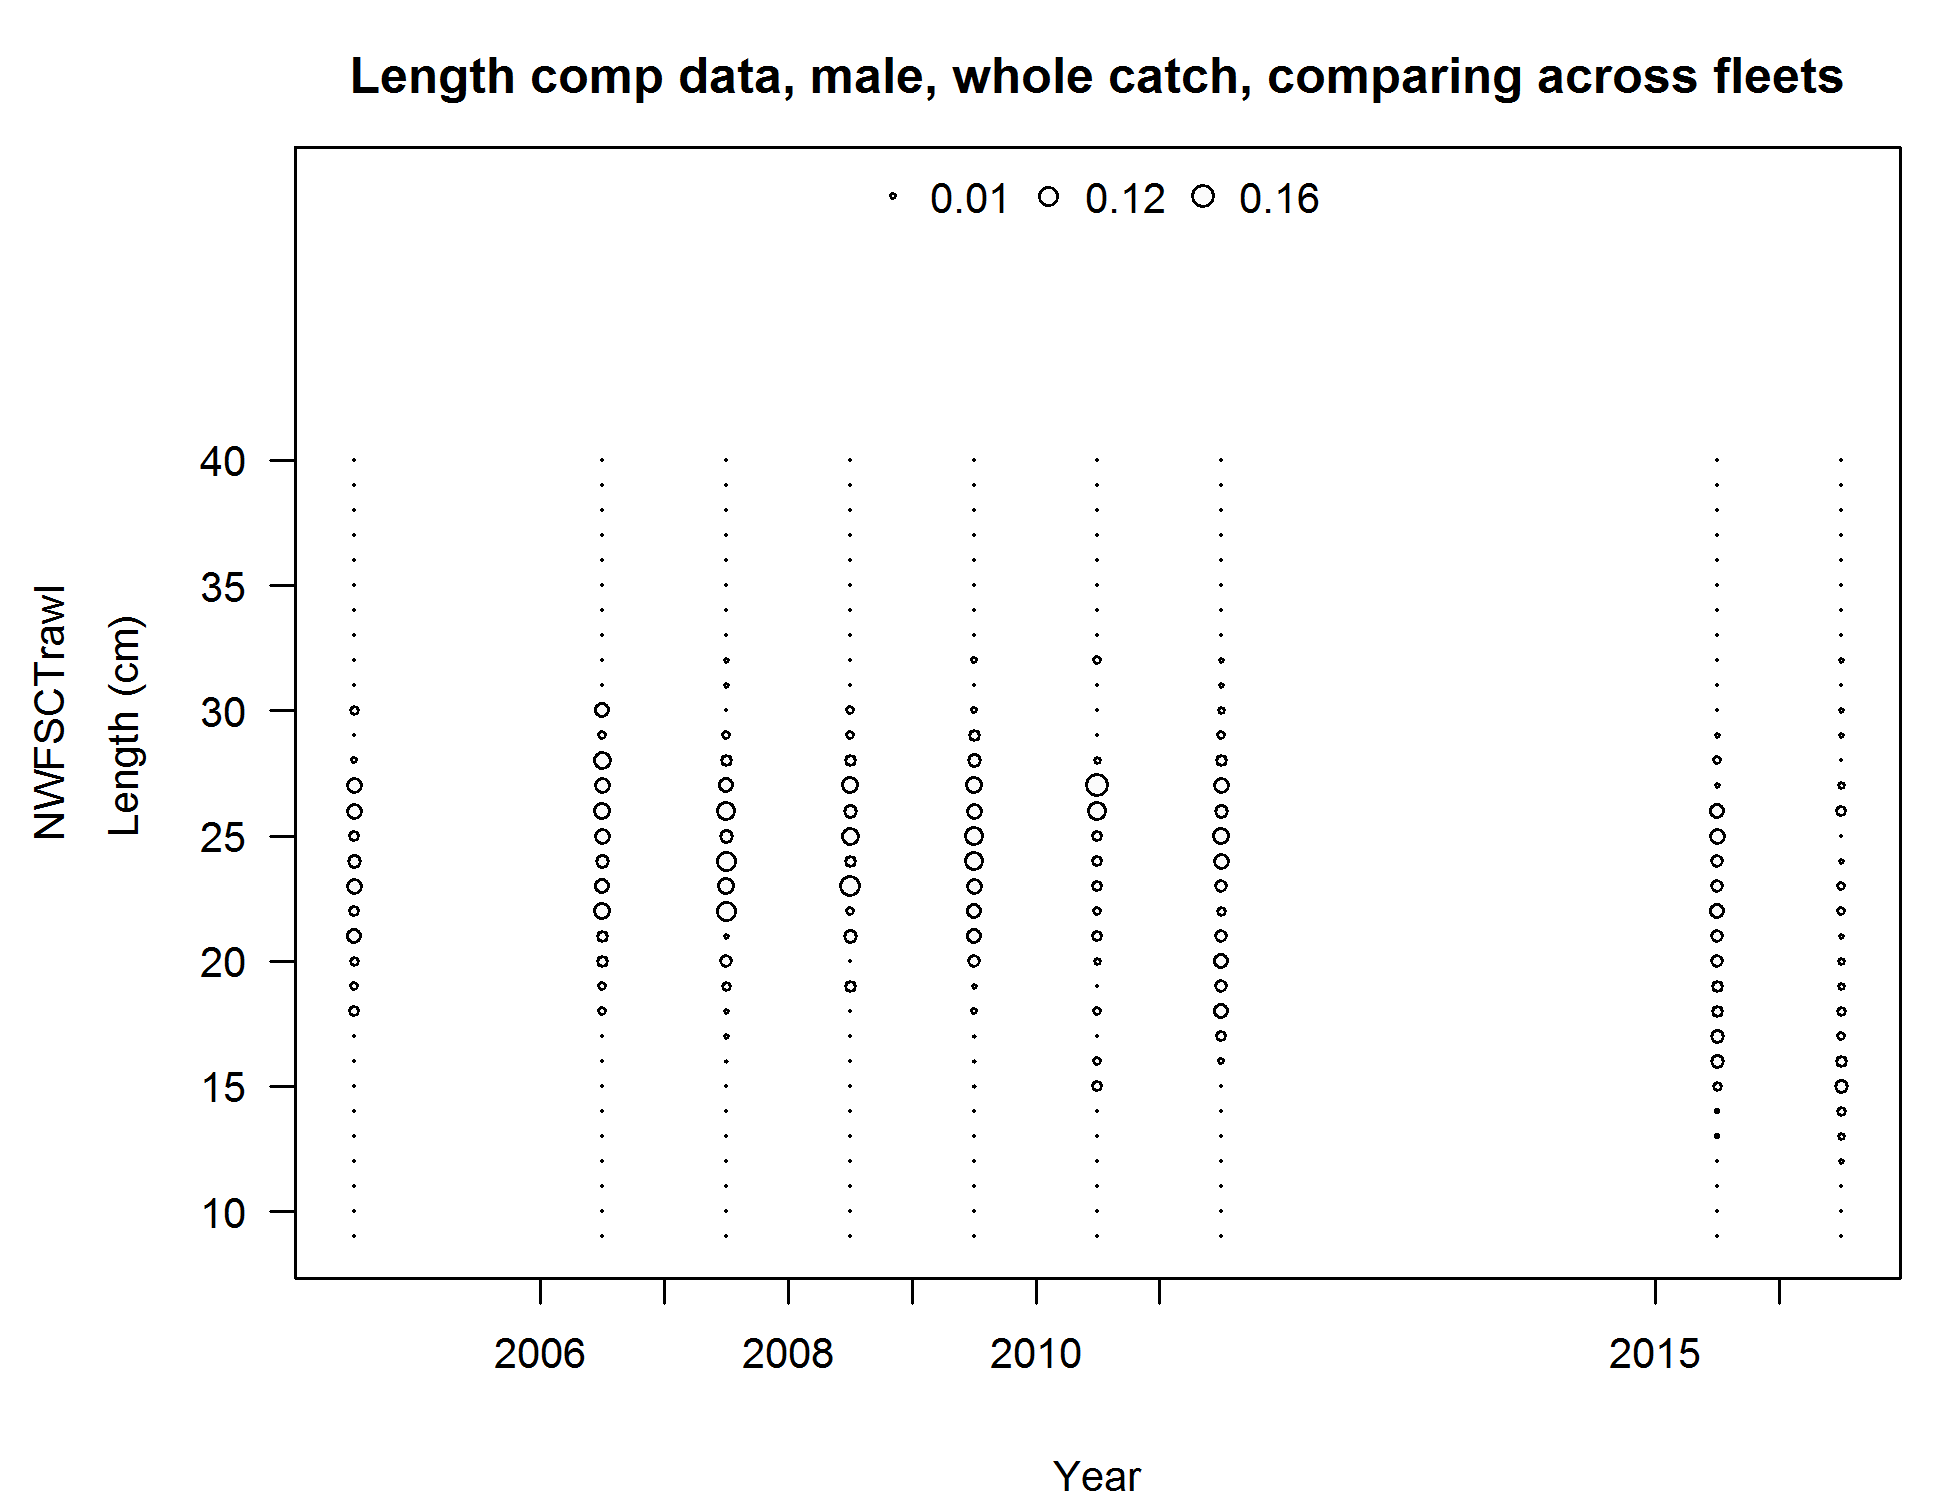 Length comp data, male, whole catch, comparing across fleets
0.01 0.12 0.16
40
35
30
25
20
15
10
NWFSCTrawl
Length (cm)
2006 2008 2010 2015
Year